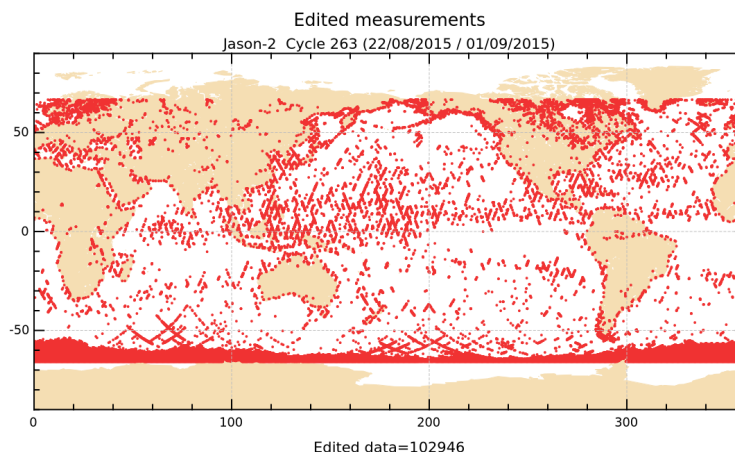 Edited measurements
Jason-2 Cycle 263 (22/08/2015 / 01/09/2015)
50
0
-50
0 100 200 300
Edited data=102946